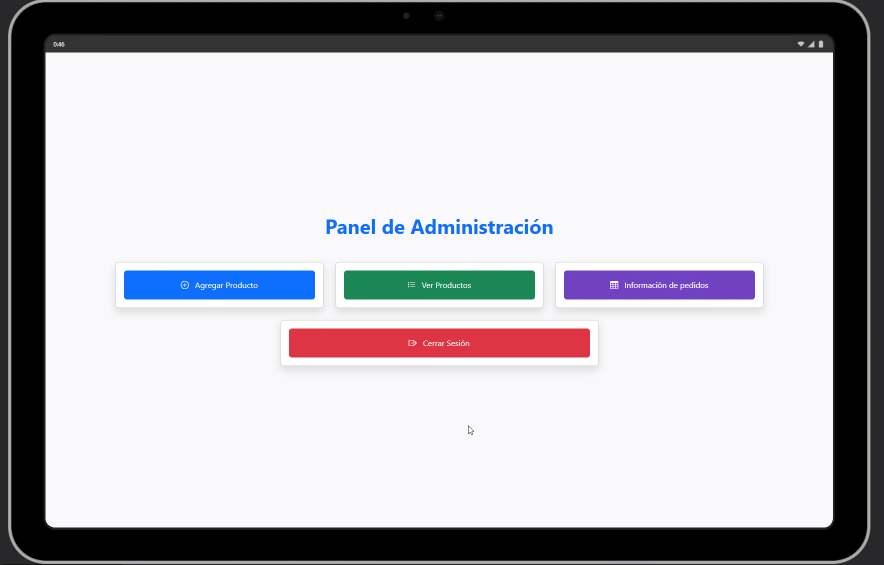 0:46
Panel de Administración
Agregar Producto
Ver Productos
Información de pedidos
Cerrar Sesión